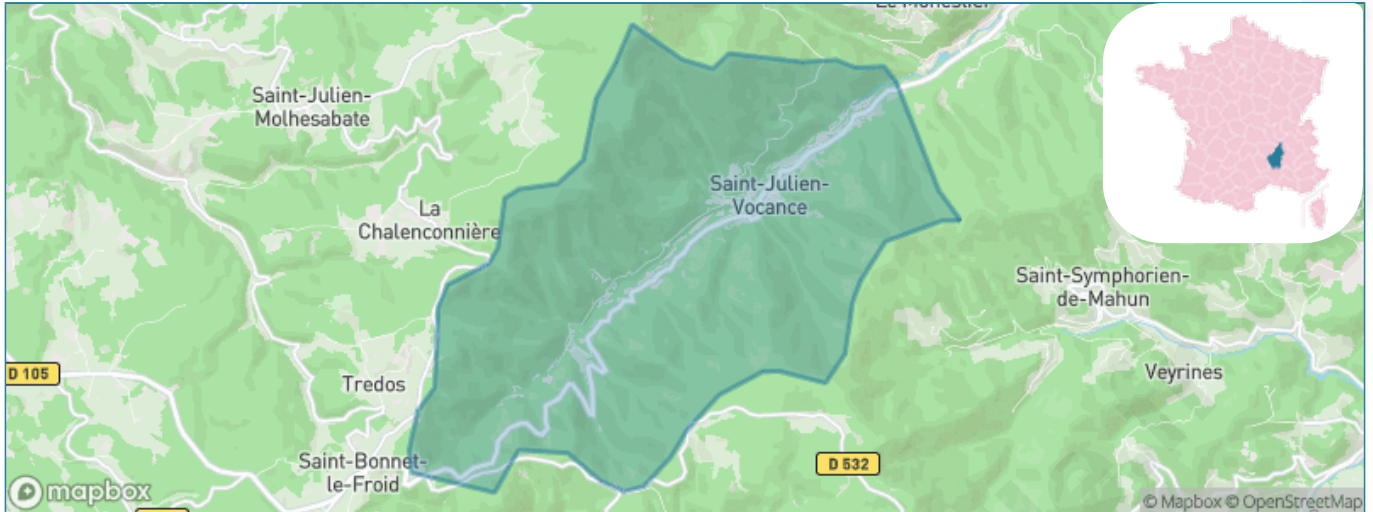 Le Monestier
Saint-Julien-
Molhesabate
Saint-Julien-
Vocance
La
Chalenconnière
Saint-Symphorien-
de-Mahun
D 105
Tredos
Veyrines
Saint-Bonnet-
le-Froid
D 532
mapbox
© Mapbox © OpenStreetMap